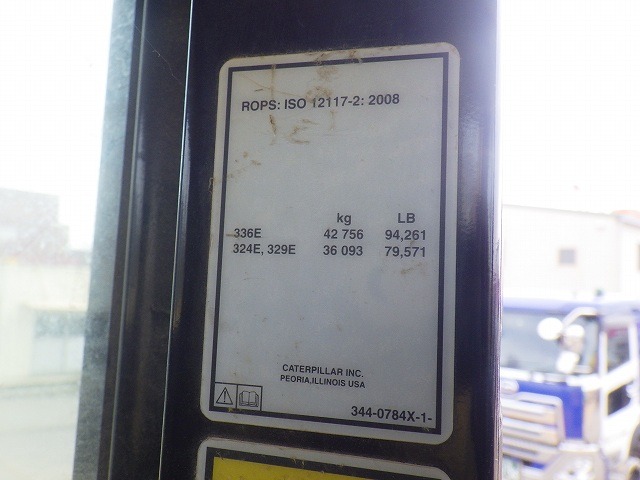 ROPS: ISO 12117-2: 2008
kg LB
336E 42 756 94,261
324E, 329E 36 093 79,571
CATERPILLAR INC.
PEORIA,ILLINOIS USA
344-0784X-1-